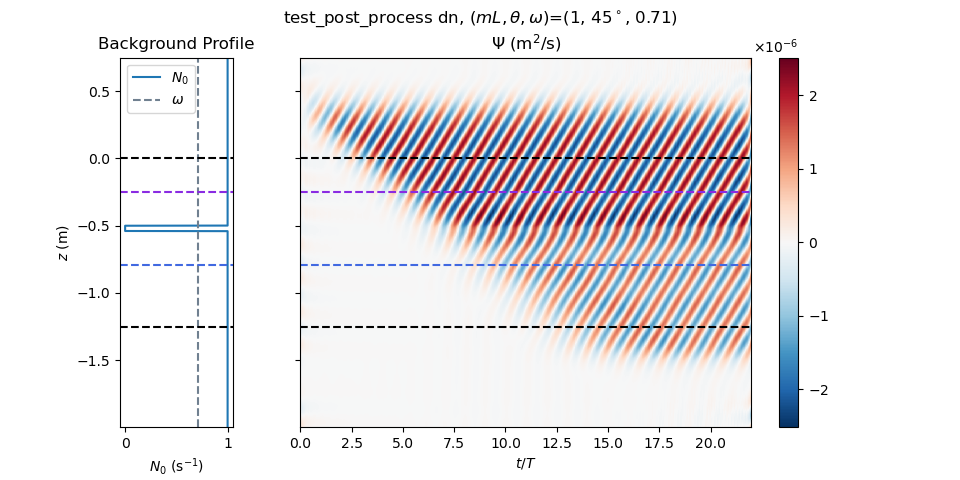 test_post_process dn, (mL, θ, ω)=(1, 45°, 0.71)
Background Profile
Ψ (m²/s)
×10⁻⁶
N₀
ω
0.5
0.0
−0.5
−1.0
−1.5
z (m)
0
1
N₀ (s⁻¹)
0.0
2.5
5.0
7.5
10.0
12.5
15.0
17.5
20.0
t/T
2
1
0
−1
−2